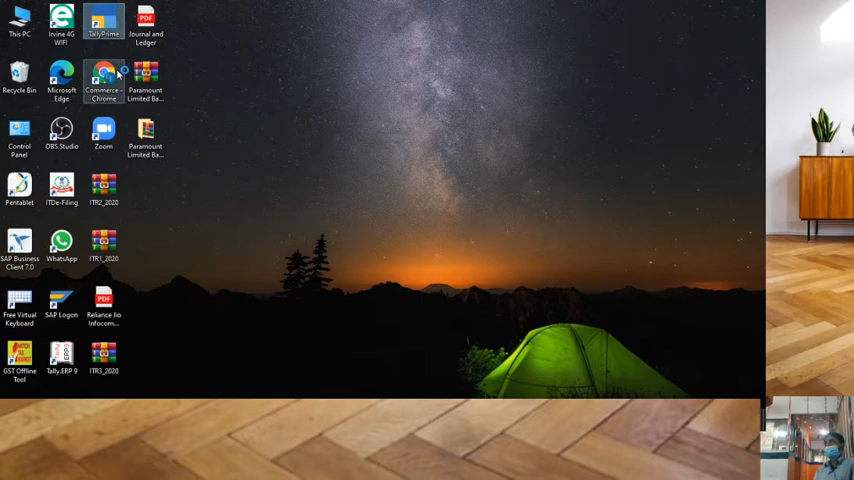 This PC
Irvine 4G
WIFI
TallyPrime
PDF
Journal and
Ledger
Recycle Bin
Microsoft
Edge
Commerce -
Chrome
Paramount
Limited Ba...
Control
Panel
OBS Studio
Zoom
Paramount
Limited Ba...
Pentablet
ITDe-Filing
ITR2_2020
SAP Business
Client 7.0
WhatsApp
ITR1_2020
Free Virtual
Keyboard
SAP Logon
PDF
Reliance Jio
Infocom...
GST Offline
Tool
Tally.ERP 9
ITR3_2020